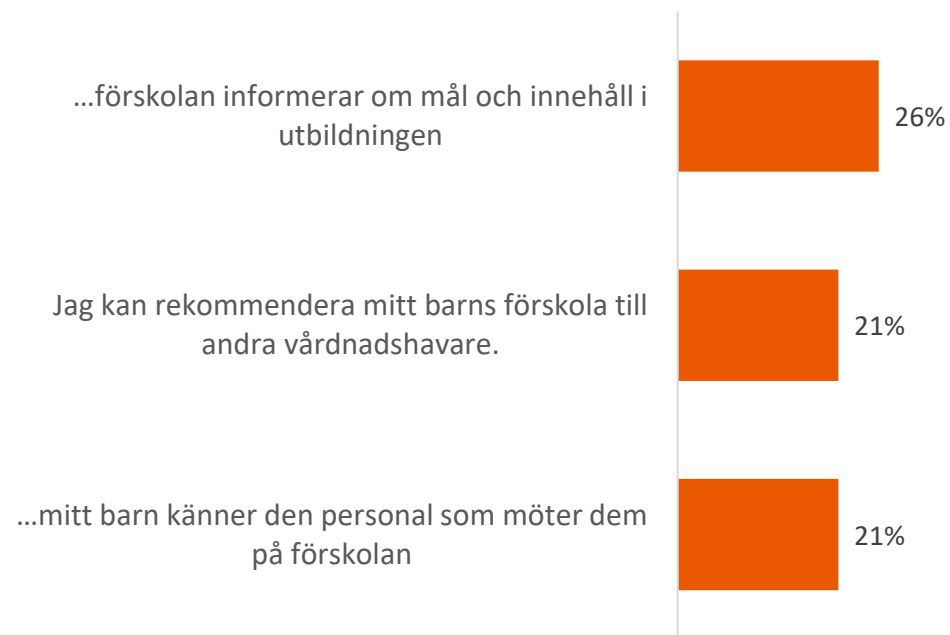 ...förskolan informerar om mål och innehåll i
utbildningen
26%
Jag kan rekommendera mitt barns förskola till
andra vårdnadshavare.
21%
...mitt barn känner den personal som möter dem
på förskolan
21%